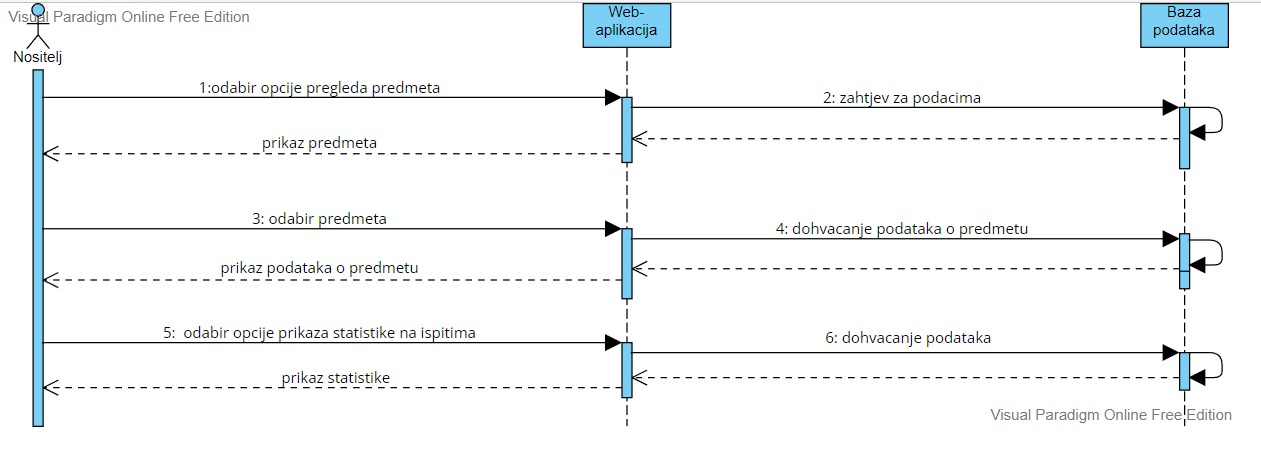 Visual Paradigm Online Free Edition
Nositelj
Web-
aplikacija
Baza
podataka
1:odabir opcije pregleda predmeta
2: zahtjev za podacima
prikaz predmeta
3: odabir predmeta
4: dohvacanje podataka o predmetu
prikaz podataka o predmetu
5:  odabir opcije prikaza statistike na ispitima
6: dohvacanje podataka
prikaz statistike
Visual Paradigm Online Free Edition